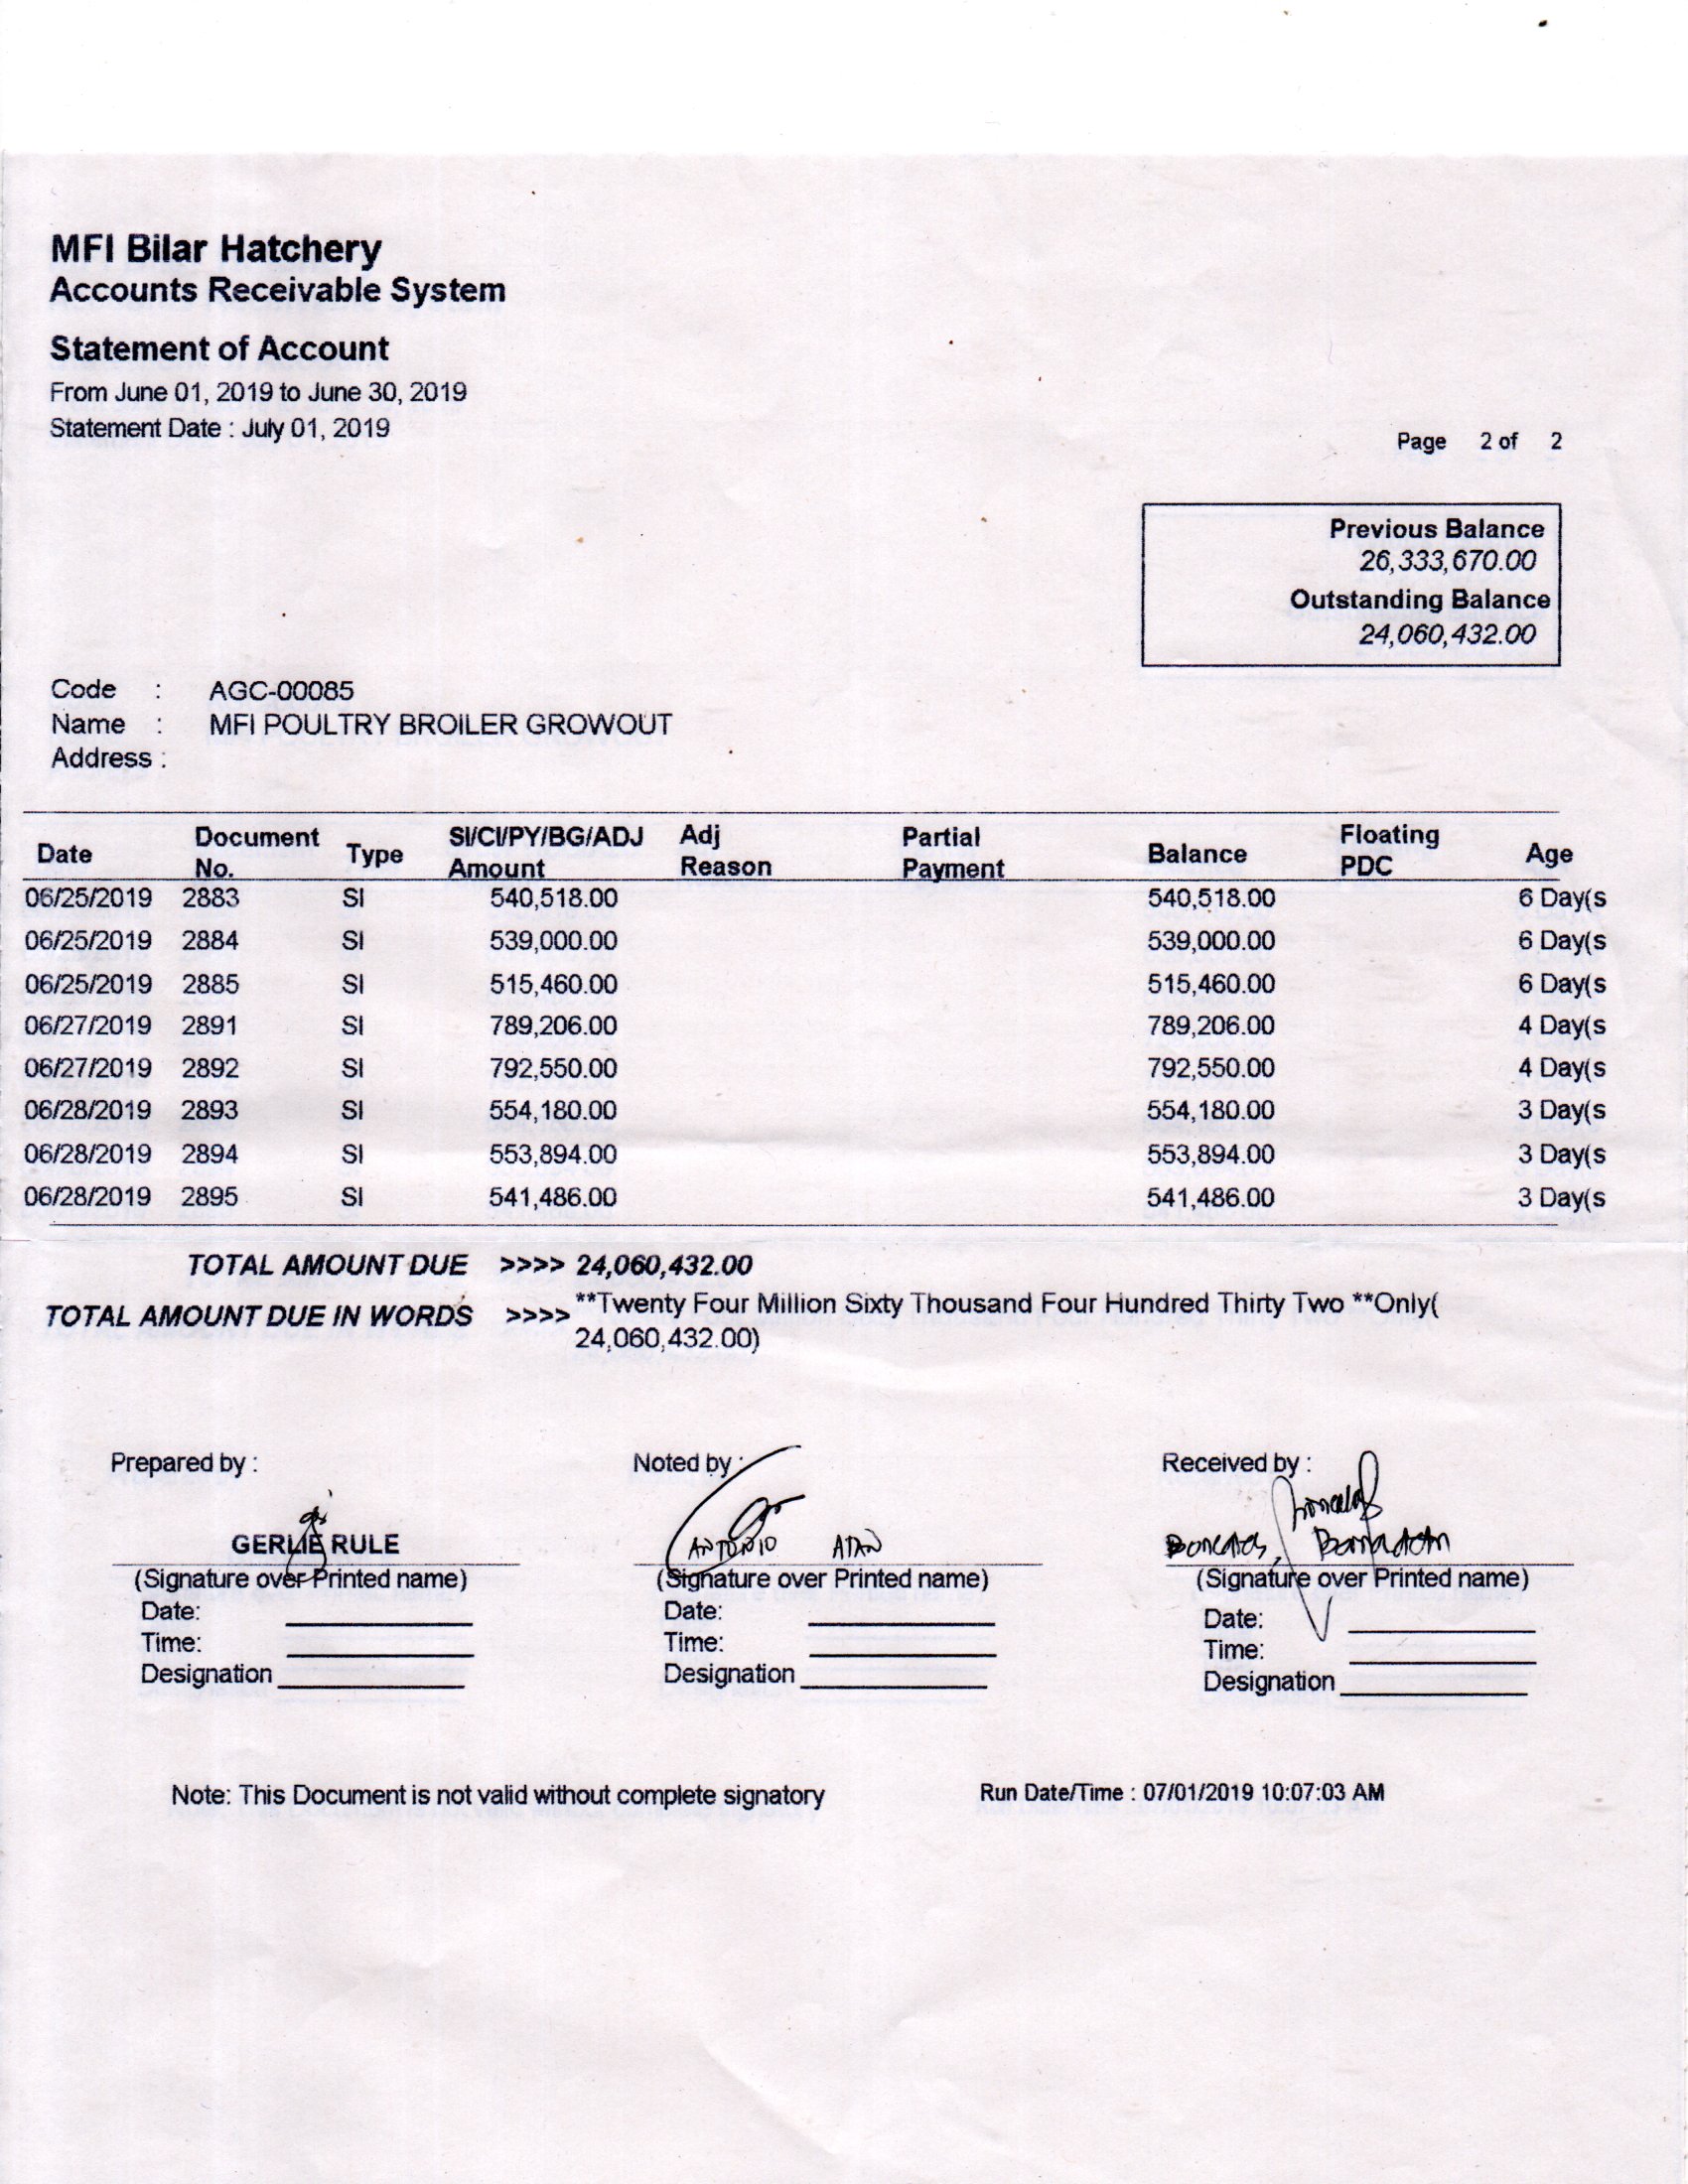 MFI Bilar Hatchery
Accounts Receivable System
Statement of Account
From June 01, 2019 to June 30, 2019
Statement Date : July 01, 2019
Page 2 of 2
Previous Balance
26,333,670.00
Outstanding Balance
24,060,432.00
Code : AGC-00085
Name : MFI POULTRY BROILER GROWOUT
Address :
Date Document No. Type SI/CI/PY/BG/ADJ Amount Adj Reason Partial Payment Balance Floating PDC Age
06/25/2019 2883 SI 540,518.00 540,518.00 6 Day(s
06/25/2019 2884 SI 539,000.00 539,000.00 6 Day(s
06/25/2019 2885 SI 515,460.00 515,460.00 6 Day(s
06/27/2019 2891 SI 789,206.00 789,206.00 4 Day(s
06/27/2019 2892 SI 792,550.00 792,550.00 4 Day(s
06/28/2019 2893 SI 554,180.00 554,180.00 3 Day(s
06/28/2019 2894 SI 553,894.00 553,894.00 3 Day(s
06/28/2019 2895 SI 541,486.00 541,486.00 3 Day(s
TOTAL AMOUNT DUE >>>> 24,060,432.00
TOTAL AMOUNT DUE IN WORDS >>>> **Twenty Four Million Sixty Thousand Four Hundred Thirty Two **Only(
24,060,432.00)
Prepared by : Noted by : Received by :
GERLIE RULE ANTONIO ATAN
(Signature over Printed name) (Signature over Printed name) (Signature over Printed name)
Date: Date: Date:
Time: Time: Time:
Designation Designation Designation
Note: This Document is not valid without complete signatory Run Date/Time : 07/01/2019 10:07:03 AM